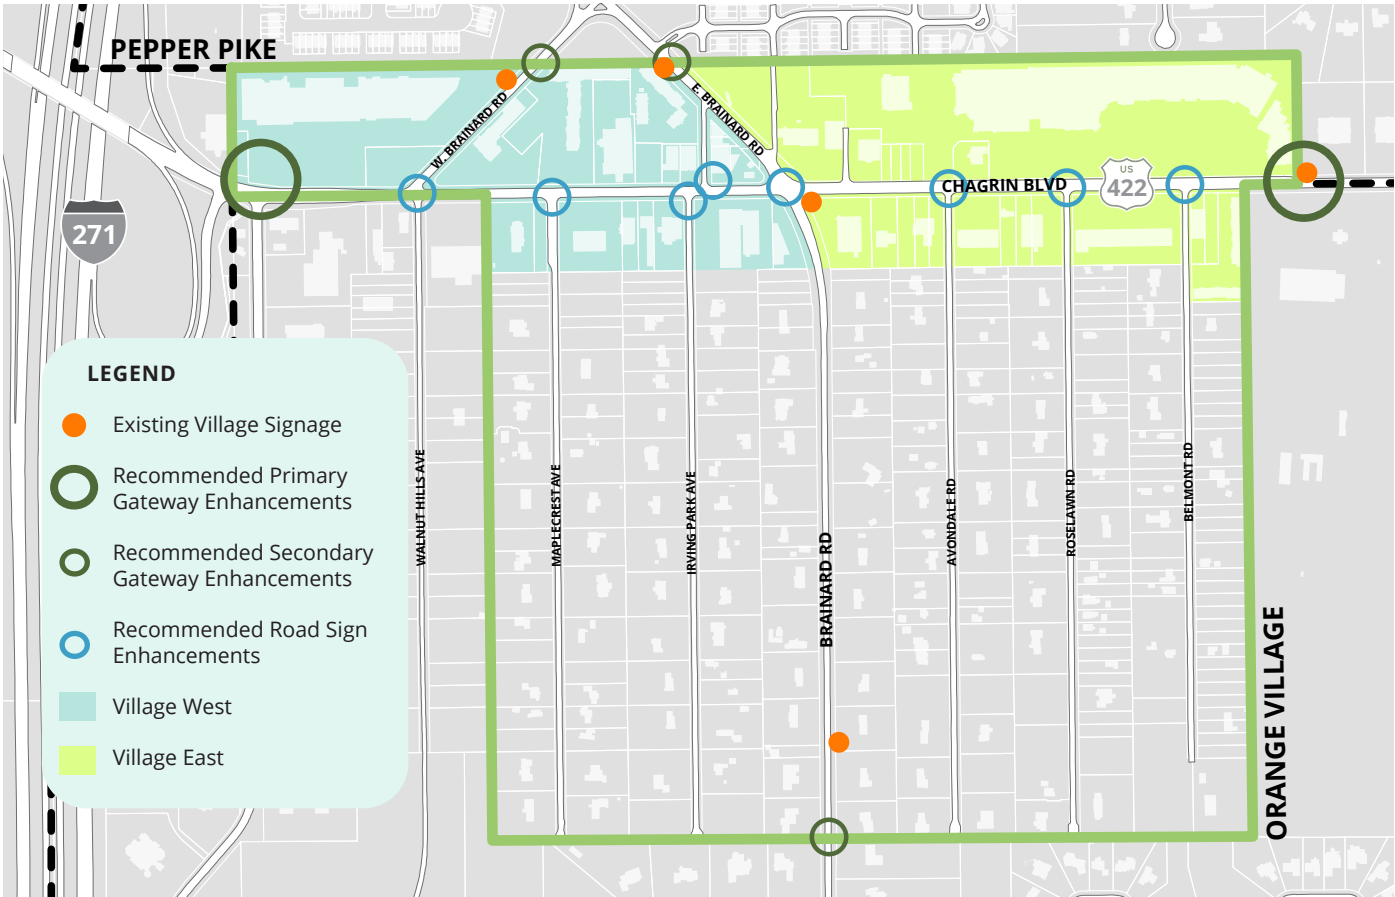 PEPPER PIKE
W. BRAINARD RD
E. BRAINARD RD
CHAGRIN BLVD
US
422
271
LEGEND
Existing Village Signage
Recommended Primary
Gateway Enhancements
Recommended Secondary
Gateway Enhancements
Recommended Road Sign
Enhancements
Village West
Village East
WALNUT HILLS AVE
MAPLECREST AVE
IRVING PARK AVE
BRAINARD RD
AVONDALE RD
ROSELAWN RD
BELMONT RD
ORANGE VILLAGE